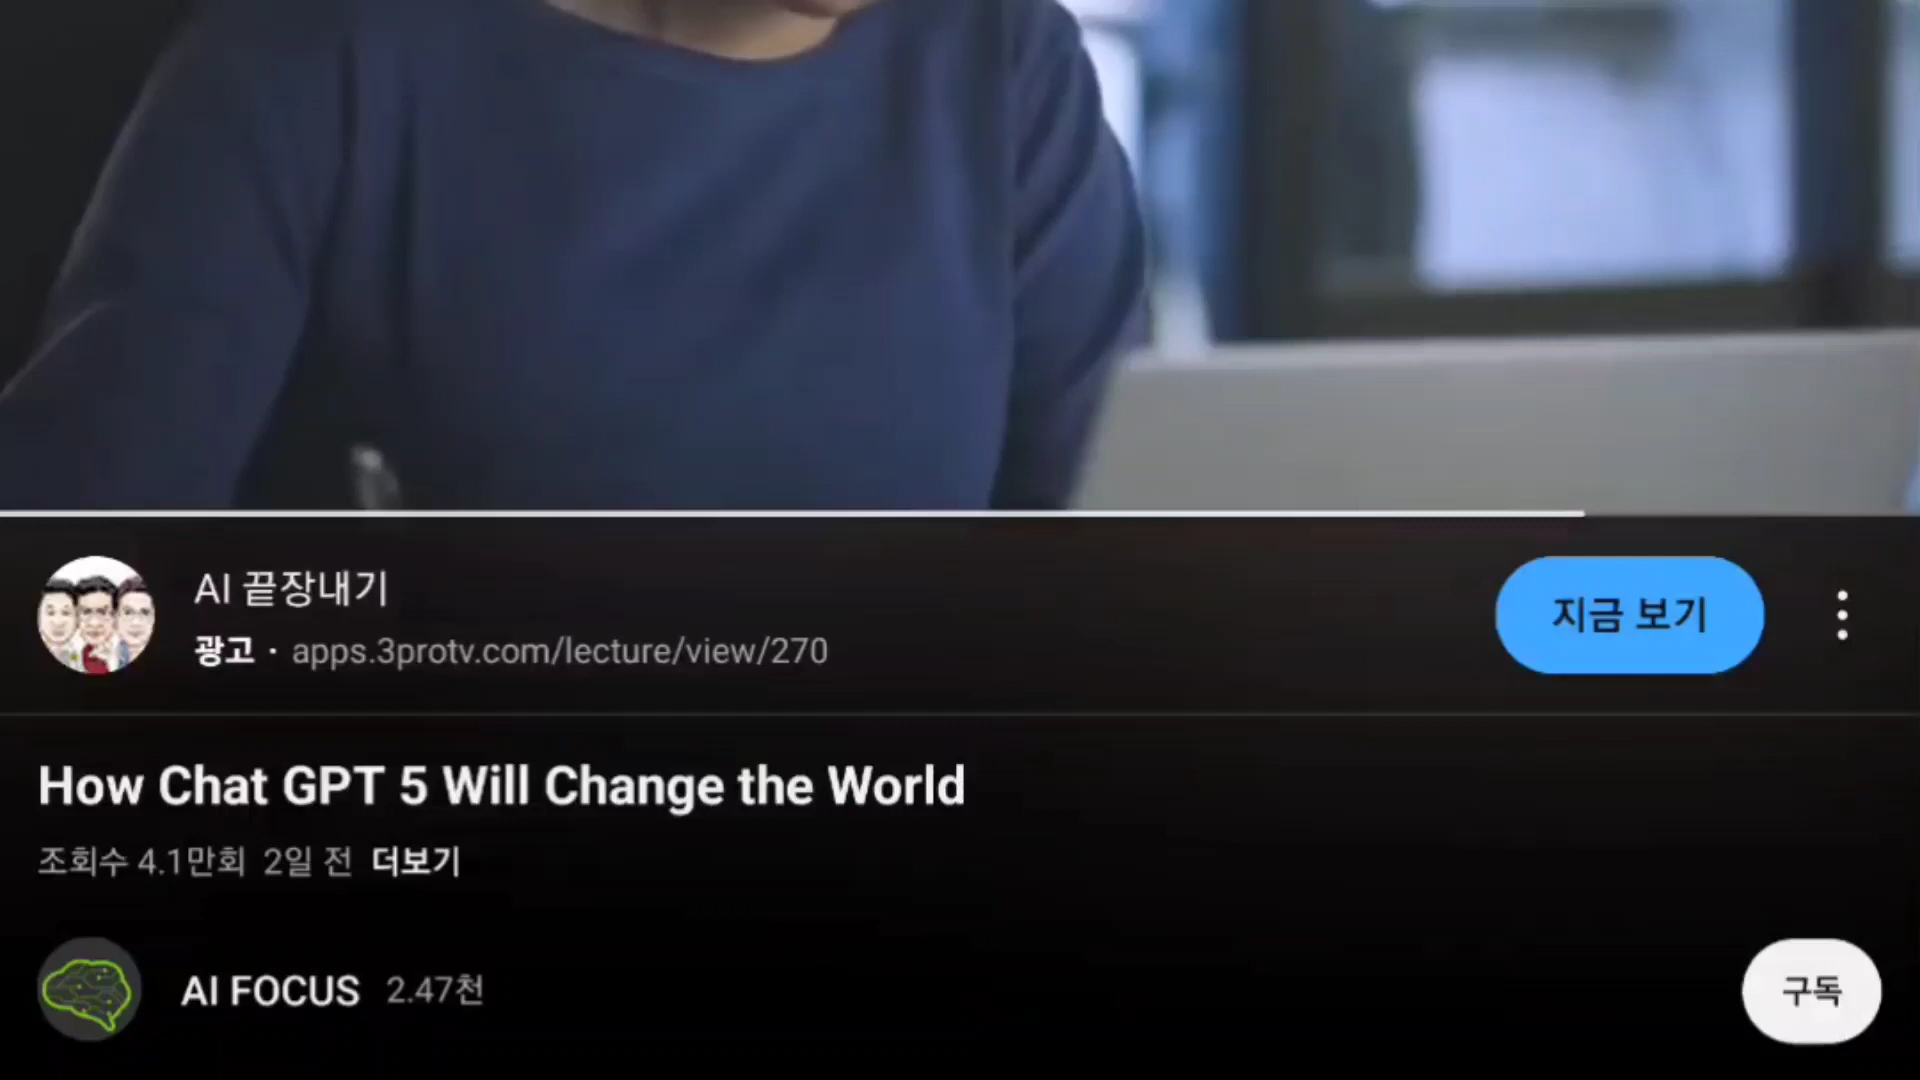 AI 끝장내기
광고 · apps.3protv.com/lecture/view/270
지금 보기
How Chat GPT 5 Will Change the World
조회수 4.1만회 2일 전 더보기
AI FOCUS 2.47천
구독